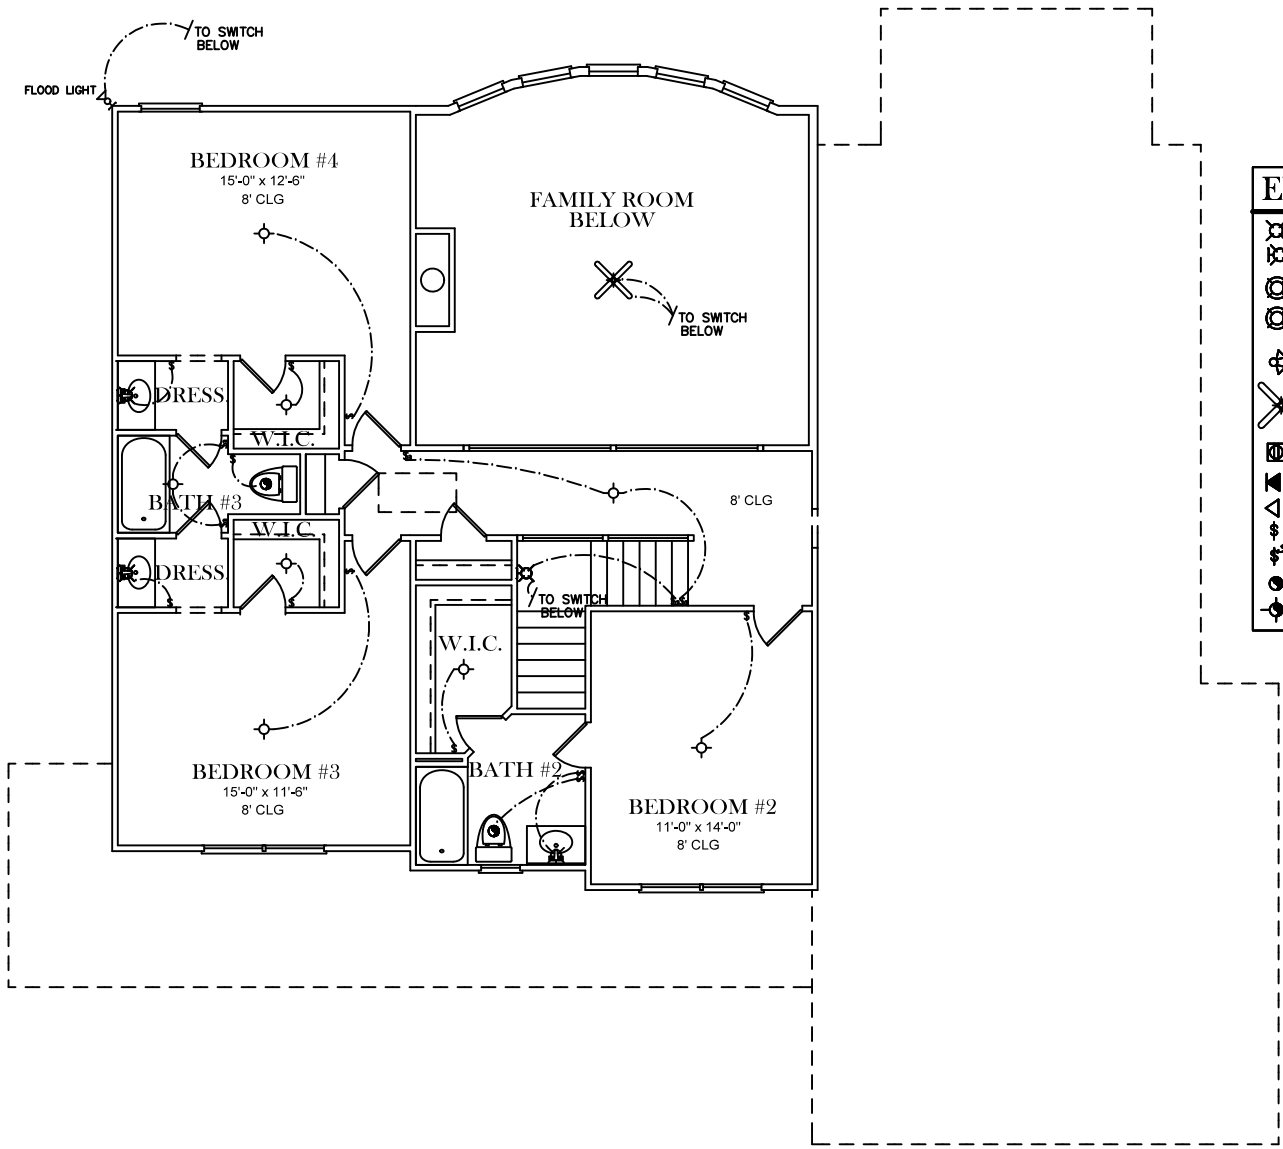 TO SWITCH
BELOW
FLOOD LIGHT
BEDROOM #4
15'-0" x 12'-6"
8' CLG
FAMILY ROOM
BELOW
TO SWITCH
BELOW
DRESS.
W.I.C.
BATH #3
8' CLG
W.I.C.
DRESS.
TO SWITCH
BELOW
W.I.C.
BEDROOM #3
15'-0" x 11'-6"
8' CLG
BATH #2
BEDROOM #2
11'-0" x 14'-0"
8' CLG